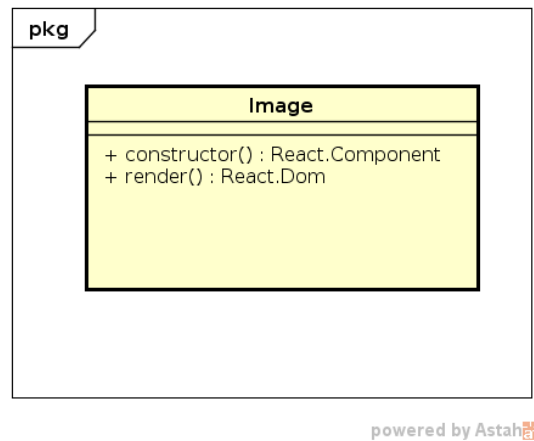 pkg
Image
+ constructor() : React.Component
+ render() : React.Dom
powered by Astah